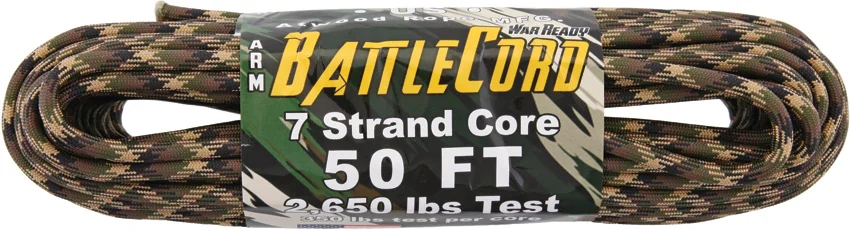 Atwood Rope MFG.
ARM
WAR READY
BATTLECORD
7 Strand Core
50 FT
2,650 lbs Test
350 lbs test per core